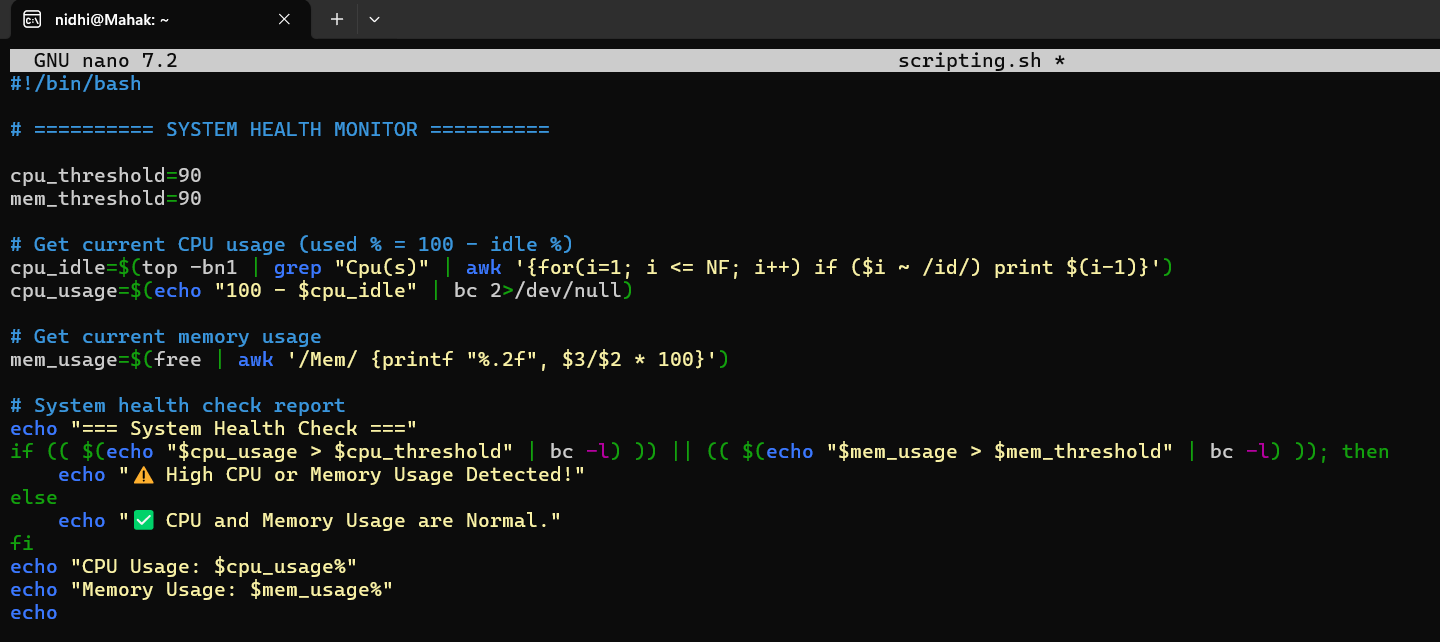 nidhi@Mahak: ~
GNU nano 7.2 scripting.sh *
#!/bin/bash

# ========== SYSTEM HEALTH MONITOR ==========

cpu_threshold=90
mem_threshold=90

# Get current CPU usage (used % = 100 - idle %)
cpu_idle=$(top -bn1 | grep "Cpu(s)" | awk '{for(i=1; i <= NF; i++) if ($i ~ /id/) print $(i-1)}')
cpu_usage=$(echo "100 - $cpu_idle" | bc 2>/dev/null)

# Get current memory usage
mem_usage=$(free | awk '/Mem/ {printf "%.2f", $3/$2 * 100}')

# System health check report
echo "=== System Health Check ==="
if (( $(echo "$cpu_usage > $cpu_threshold" | bc -l) )) || (( $(echo "$mem_usage > $mem_threshold" | bc -l) )); then
    echo "⚠️ High CPU or Memory Usage Detected!"
else
    echo "✅ CPU and Memory Usage are Normal."
fi
echo "CPU Usage: $cpu_usage%"
echo "Memory Usage: $mem_usage%"
echo